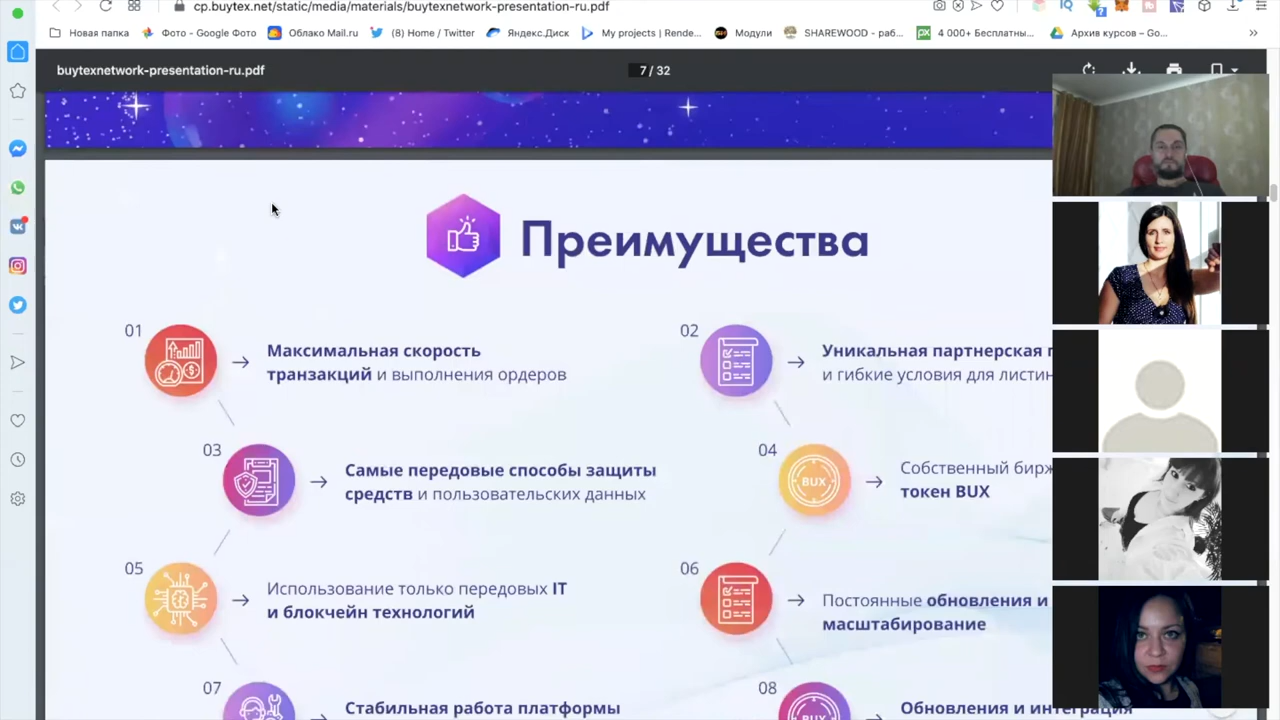 cp.buytex.net/static/media/materials/buytexnetwork-presentation-ru.pdf
Новая папка
Фото - Google Фото
Облако Mail.ru
(8) Home / Twitter
Яндекс.Диск
My projects | Rende...
Модули
SHAREWOOD - раб...
4 000+ Бесплатны...
Архив курсов – Go...
buytexnetwork-presentation-ru.pdf
7 / 32
Преимущества
01
Максимальная скорость
транзакций и выполнения ордеров
02
Уникальная партнерская
и гибкие условия для
03
Самые передовые способы защиты
средств и пользовательских данных
04
BUX
Собственный
токен BUX
05
Использование только передовых IT
и блокчейн технологий
06
Постоянные обновления и
масштабирование
07
Стабильная работа платформы
08
BUX
Обновления и интеграция